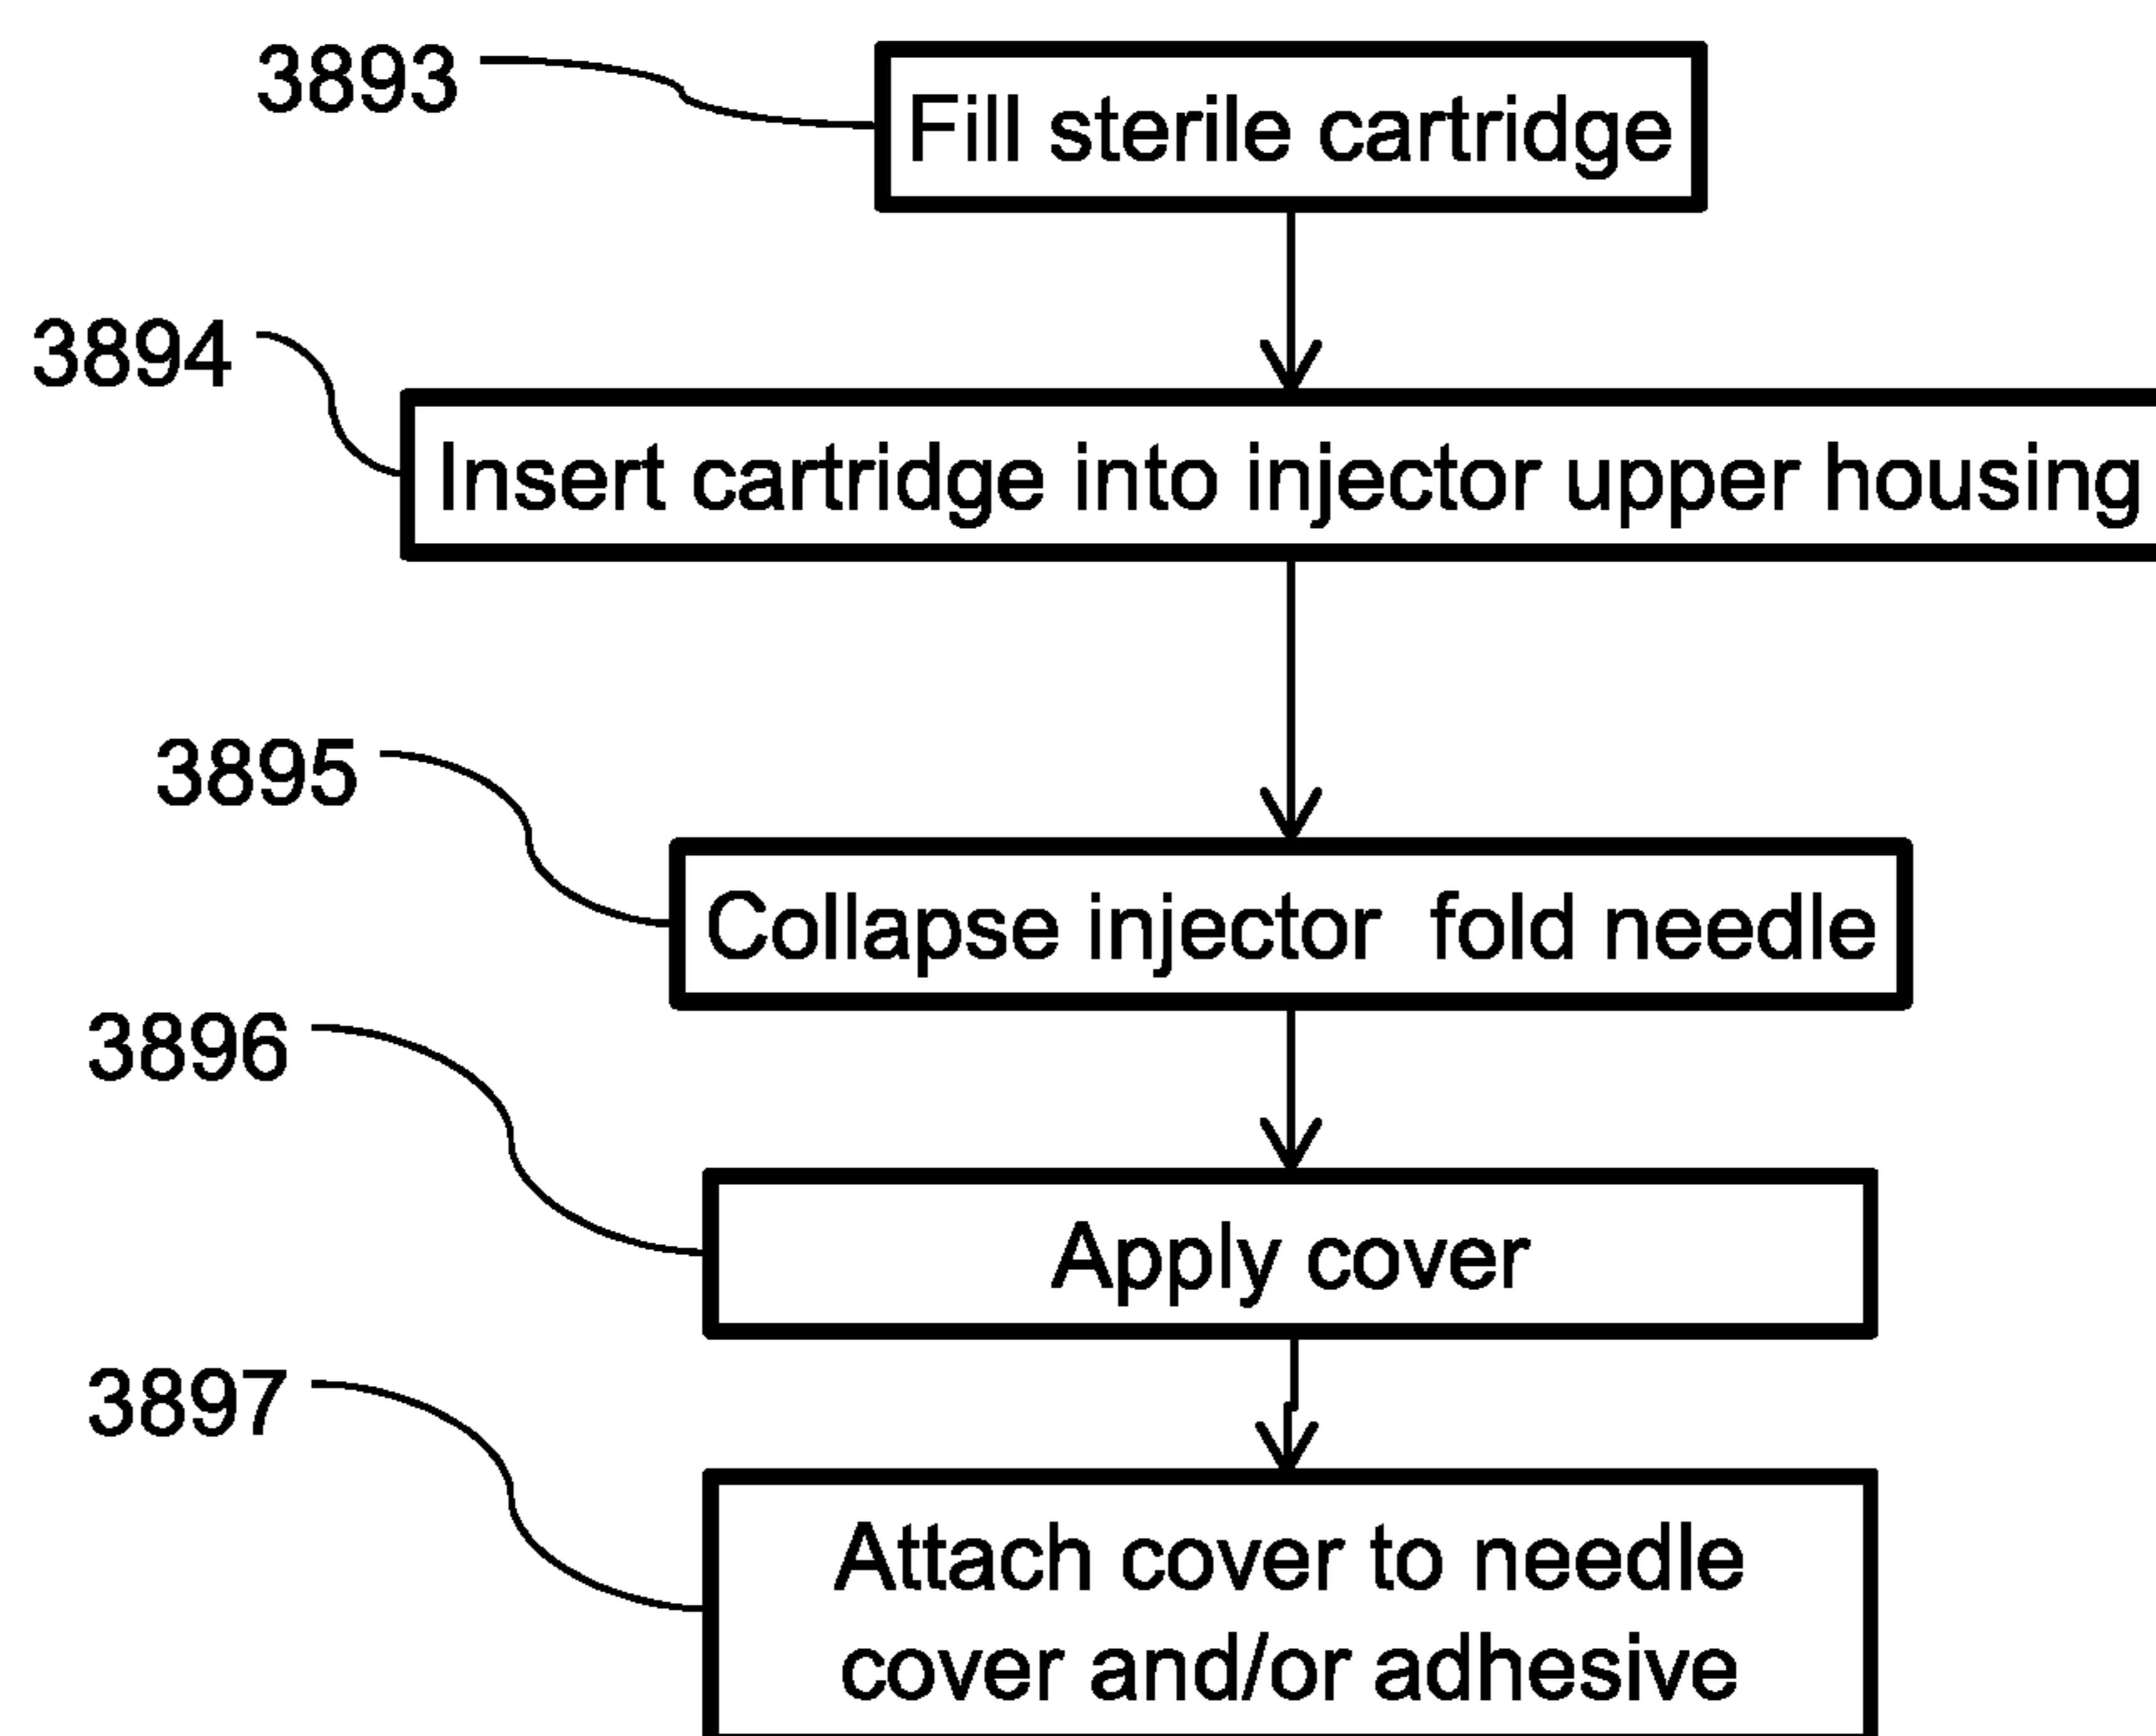 3893
Fill sterile cartridge
3894
Insert cartridge into injector upper housing
3895
Collapse injector  fold needle
3896
Apply cover
3897
Attach cover to needle
cover and/or adhesive